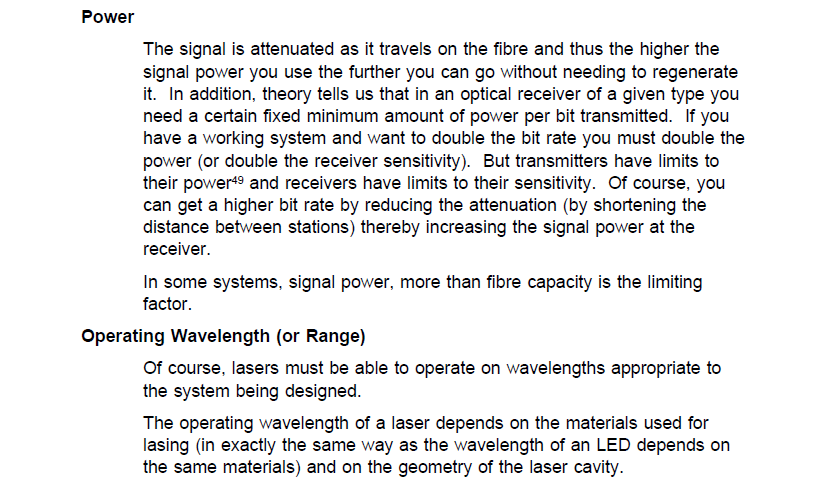 Power
The signal is attenuated as it travels on the fibre and thus the higher the
signal power you use the further you can go without needing to regenerate
it. In addition, theory tells us that in an optical receiver of a given type you
need a certain fixed minimum amount of power per bit transmitted. If you
have a working system and want to double the bit rate you must double the
power (or double the receiver sensitivity). But transmitters have limits to
their power⁴⁹ and receivers have limits to their sensitivity. Of course, you
can get a higher bit rate by reducing the attenuation (by shortening the
distance between stations) thereby increasing the signal power at the
receiver.
In some systems, signal power, more than fibre capacity is the limiting
factor.
Operating Wavelength (or Range)
Of course, lasers must be able to operate on wavelengths appropriate to
the system being designed.
The operating wavelength of a laser depends on the materials used for
lasing (in exactly the same way as the wavelength of an LED depends on
the same materials) and on the geometry of the laser cavity.